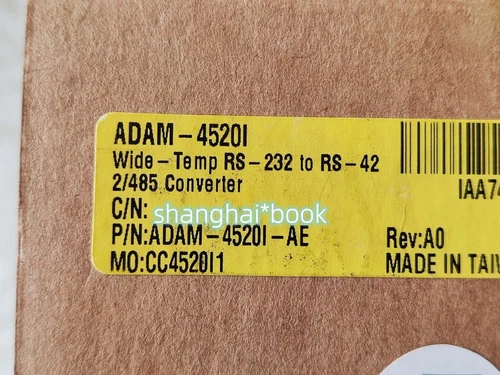 ADAM-4520I
Wide-Temp RS-232 to RS-42
2/485 Converter
IAA74
C/N:
shanghai*book
P/N:ADAM-4520I-AE
Rev:A0
MO:CC4520I1
MADE IN TAIW